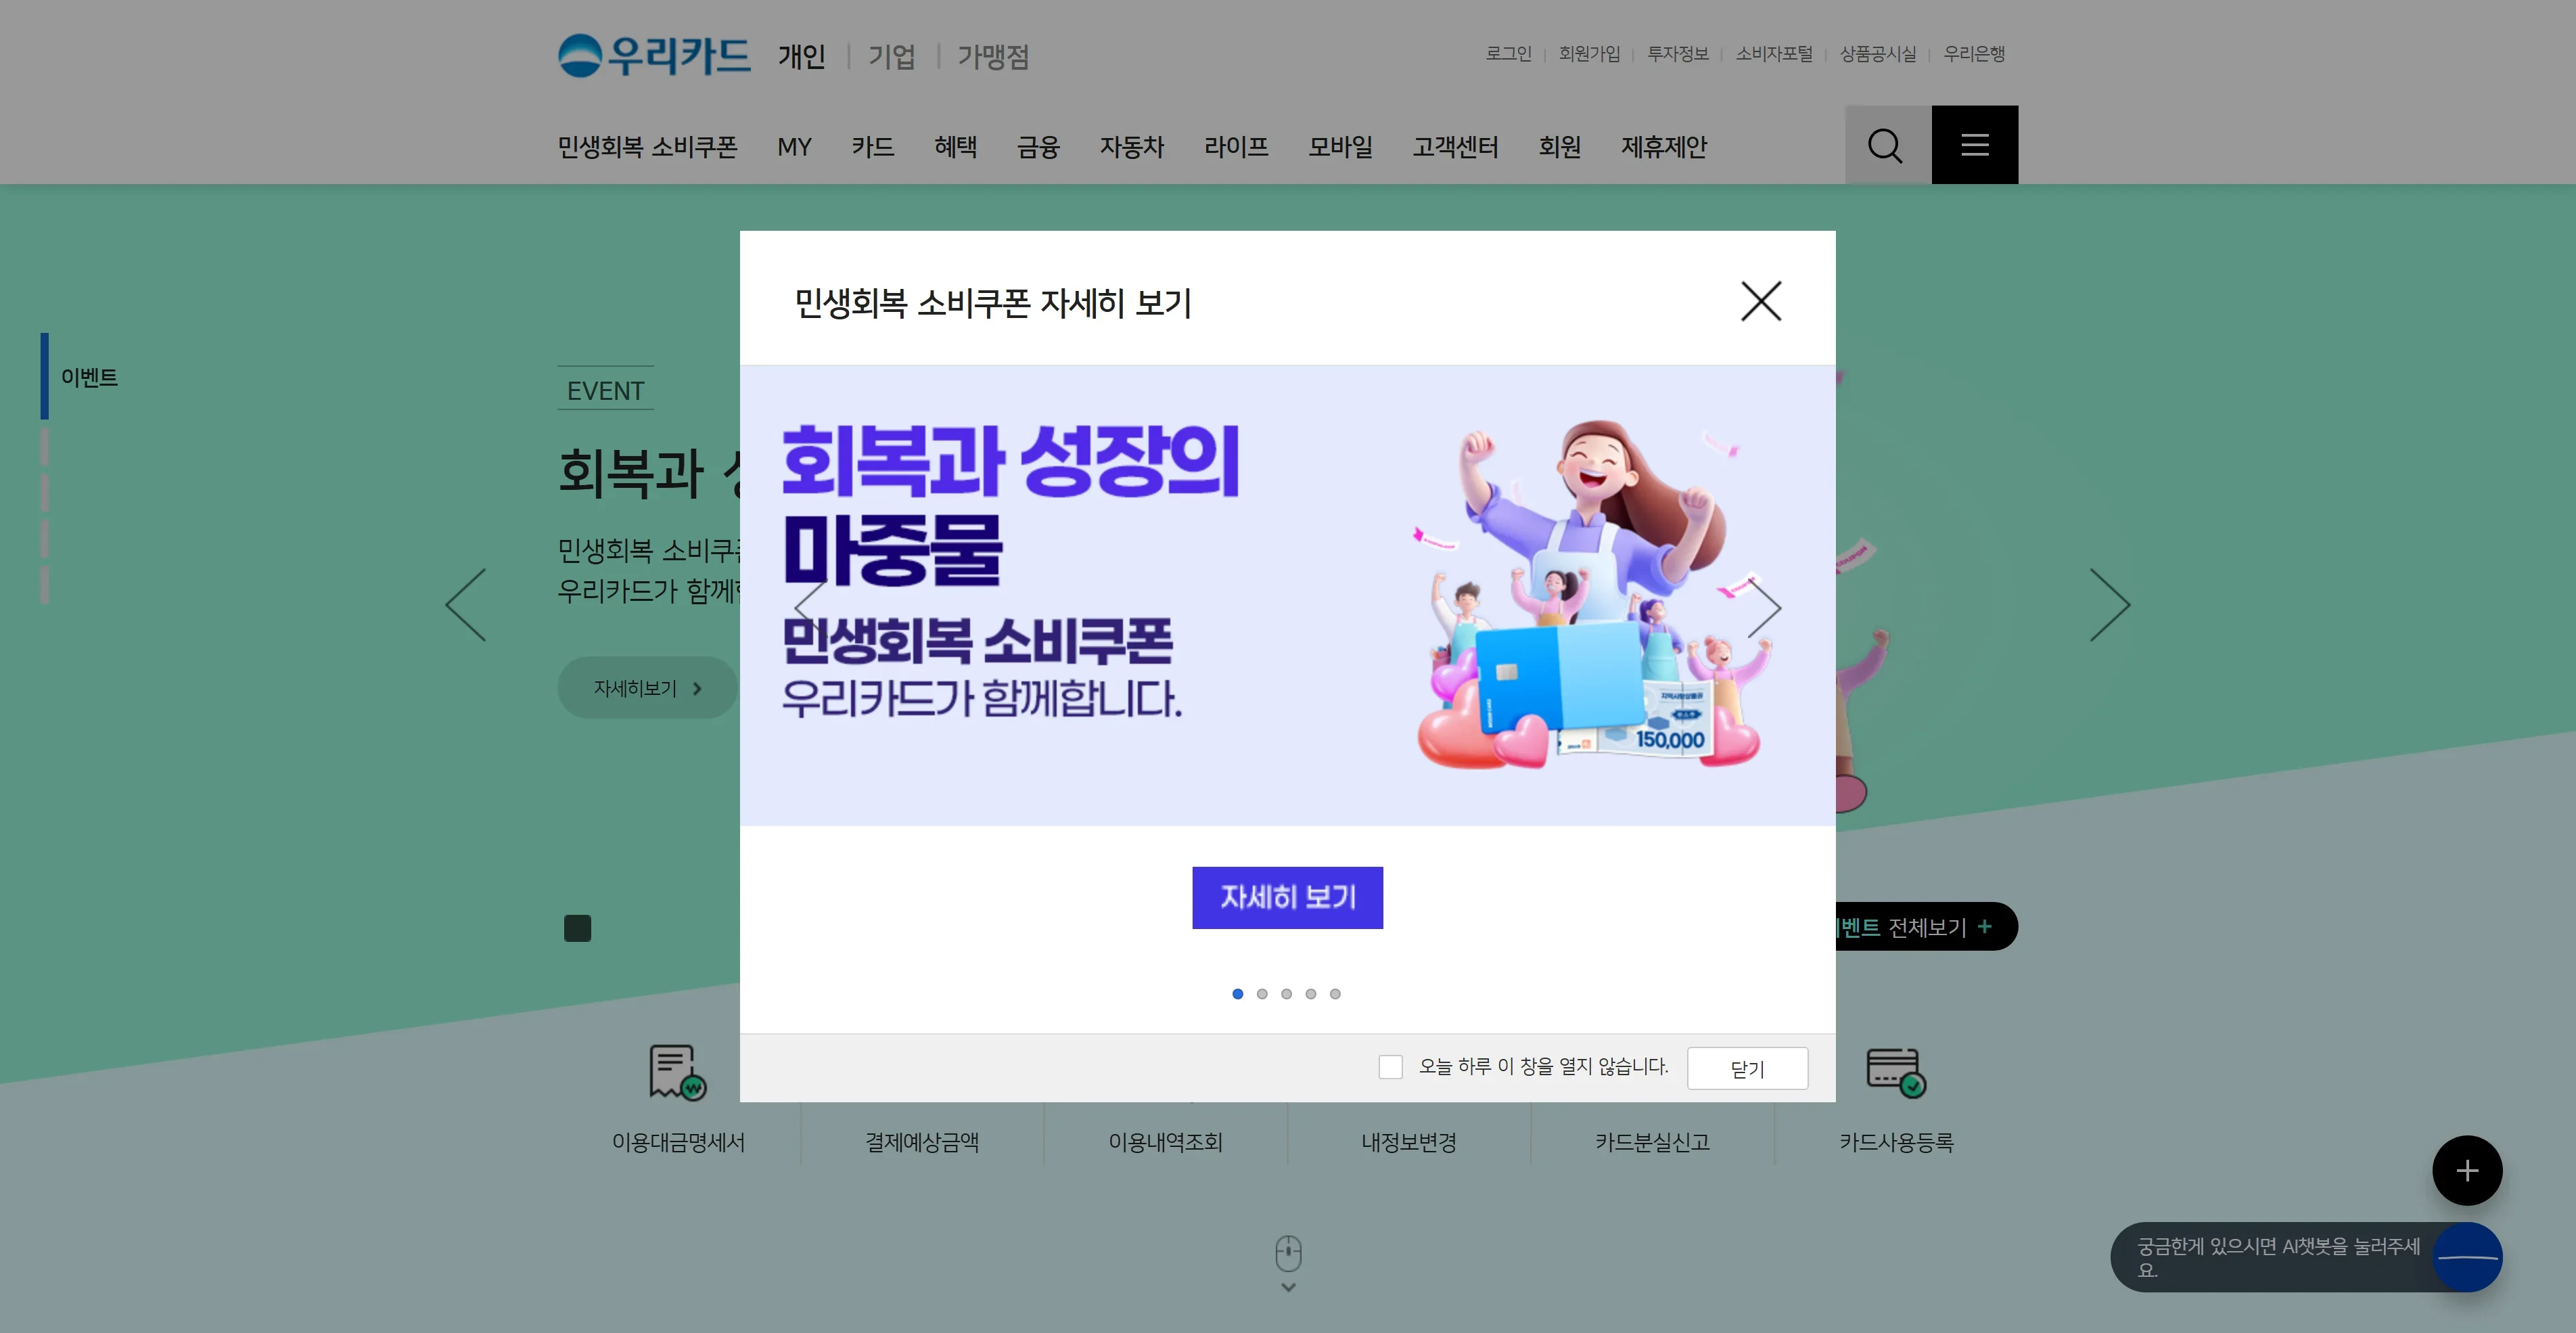 우리카드 개인 기업 가맹점
로그인 회원가입 투자정보 소비자포털 상품공시실 우리은행
민생회복 소비쿠폰 MY 카드 혜택 금융 자동차 라이프 모바일 고객센터 회원 제휴제안
이벤트
EVENT
회복과
민생회복 소비쿠
우리카드가 함께
자세히보기
민생회복 소비쿠폰 자세히 보기
회복과 성장의
마중물
민생회복 소비쿠폰
우리카드가 함께합니다.
150,000
자세히 보기
벤트 전체보기 +
오늘 하루 이 창을 열지 않습니다. 닫기
이용대금명세서 결제예상금액 이용내역조회 내정보변경 카드분실신고 카드사용등록
궁금한게 있으시면 AI챗봇을 눌러주세
요.